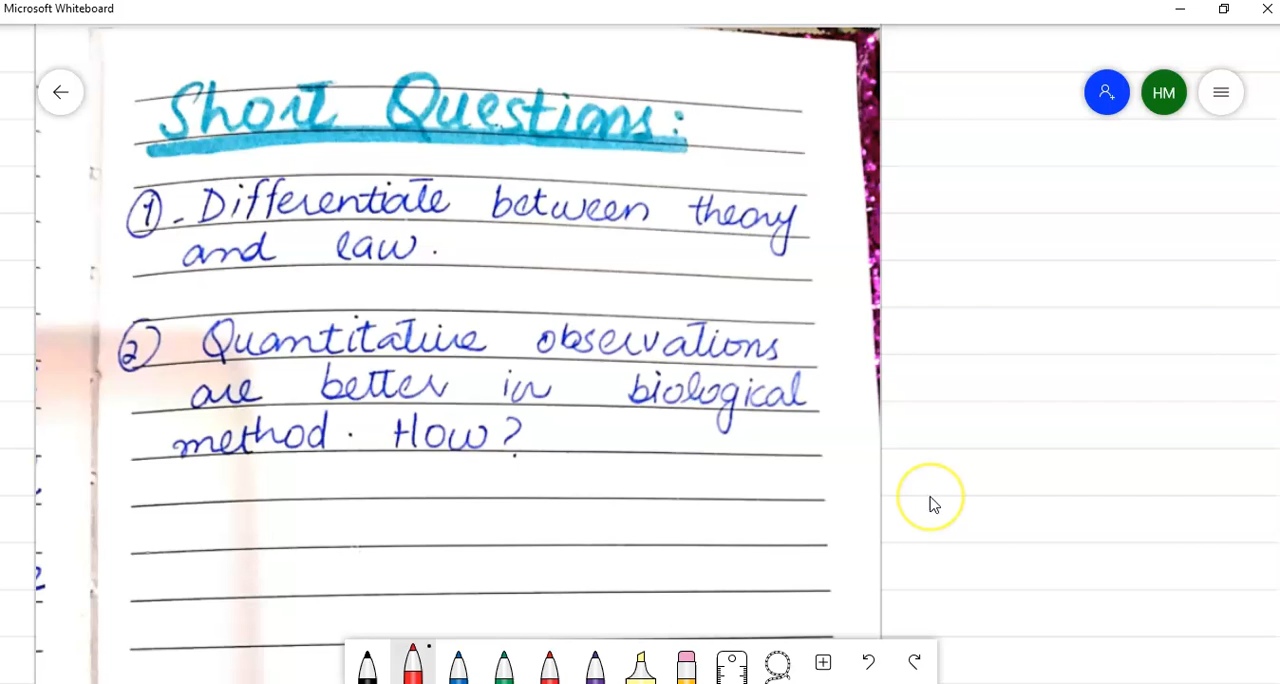 Microsoft Whiteboard
HM
Short Questions:
1. Differentiate between theory
and law.
2) Quantitative observations
are better in biological
method. How?